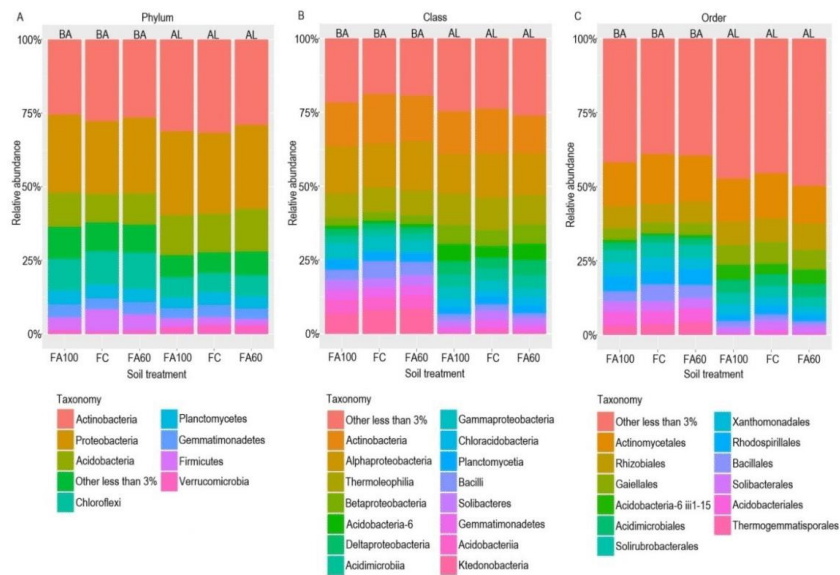 A Phylum
BA BA BA AL AL AL
100%
75%
50%
25%
0%
Relative abundance
FA100 FC FA60 FA100 FC FA60
Soil treatment
Taxonomy
Actinobacteria
Proteobacteria
Acidobacteria
Other less than 3%
Chloroflexi
Planctomycetes
Gemmatimonadetes
Firmicutes
Verrucomicrobia
B Class
BA BA BA AL AL AL
100%
75%
50%
25%
0%
Relative abundance
FA100 FC FA60 FA100 FC FA60
Soil treatment
Taxonomy
Other less than 3%
Actinobacteria
Alphaproteobacteria
Thermoleophilia
Betaproteobacteria
Acidobacteria-6
Deltaproteobacteria
Acidimicrobiia
Gammaproteobacteria
Chloracidobacteria
Planctomycetia
Bacilli
Solibacteres
Gemmatimonadetes
Acidobacteriia
Ktedonobacteria
C Order
BA BA BA AL AL AL
100%
75%
50%
25%
0%
Relative abundance
FA100 FC FA60 FA100 FC FA60
Soil treatment
Taxonomy
Other less than 3%
Actinomycetales
Rhizobiales
Gaiellales
Acidobacteria-6 iii1-15
Acidimicrobiales
Solirubrobacterales
Xanthomonadales
Rhodospirillales
Bacillales
Solibacterales
Acidobacteriales
Thermogemmatisporales